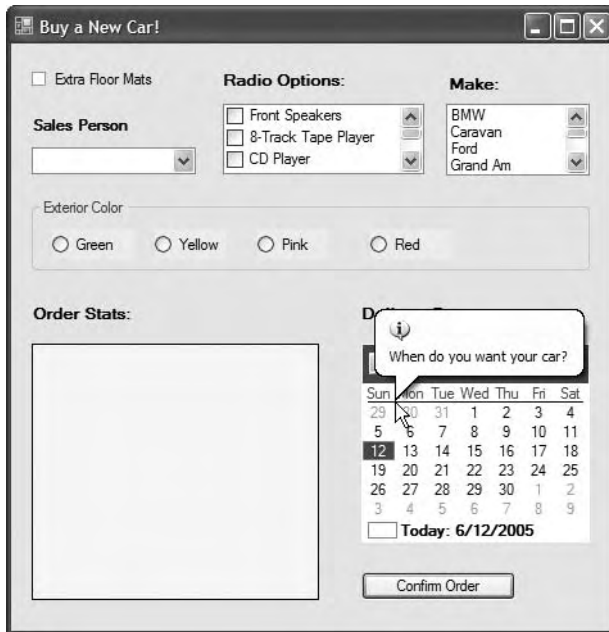 Buy a New Car!
Extra Floor Mats
Radio Options:
Make:
Front Speakers
8-Track Tape Player
CD Player
BMW
Caravan
Ford
Grand Am
Sales Person
Exterior Color
Green Yellow Pink Red
Order Stats:
When do you want your car?
Sun Mon Tue Wed Thu Fri Sat
29 30 31 1 2 3 4
5 6 7 8 9 10 11
12 13 14 15 16 17 18
19 20 21 22 23 24 25
26 27 28 29 30 1 2
3 4 5 6 7 8 9
Today: 6/12/2005
Confirm Order